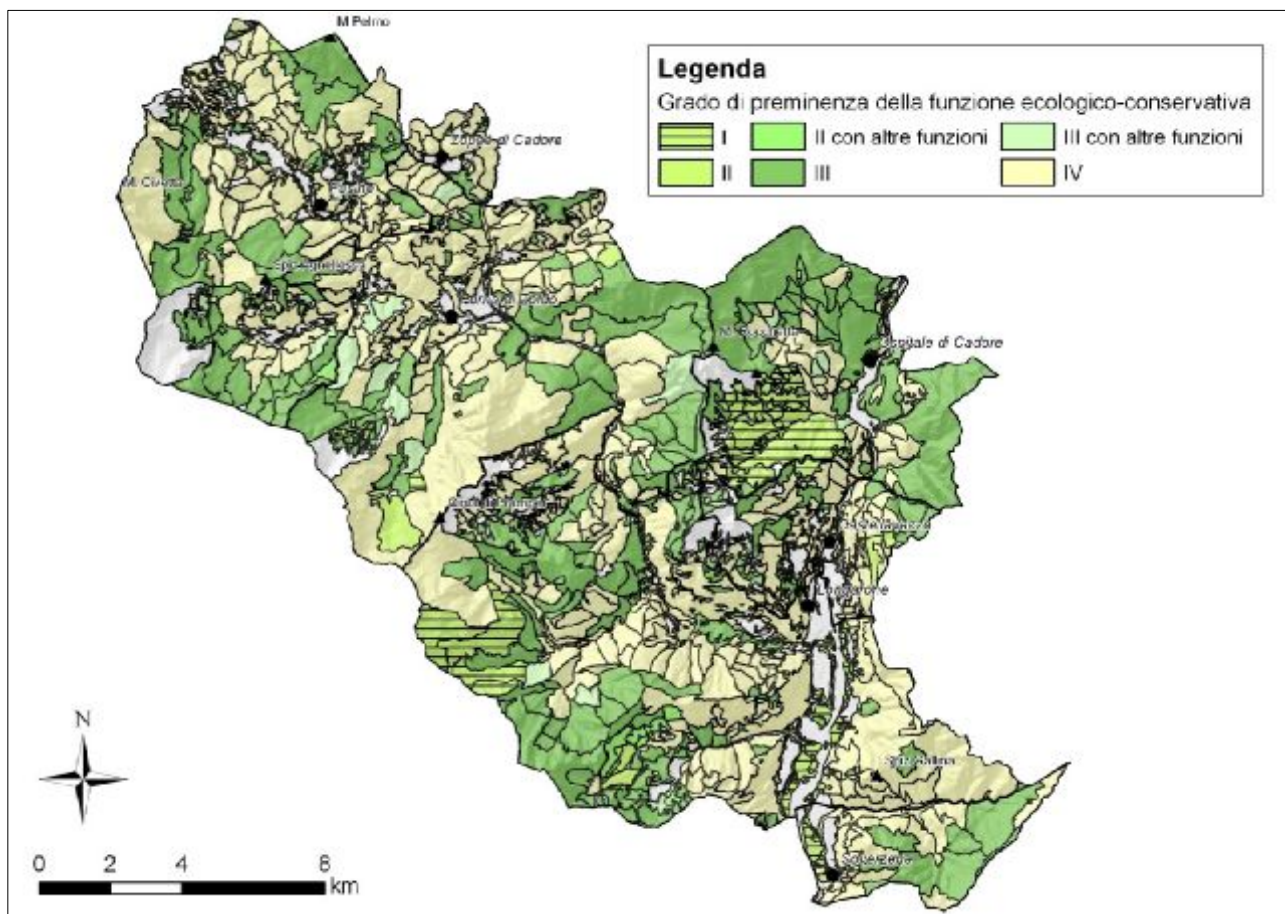 M Pelmo
Legenda
Grado di preminenza della funzione ecologico-conservativa
I
II con altre funzioni
III con altre funzioni
II
III
IV
Zoppè di Cadore
M Civetta
Forno di Zoldo
Ospitale di Cadore
Castellavazzo
Longarone
Soverzene
N
0 2 4 8
km